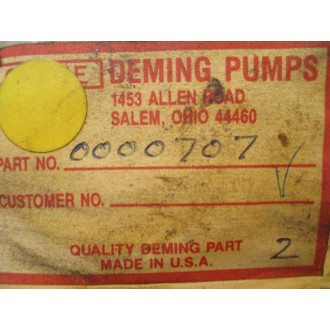 DEMING PUMPS
1453 ALLEN ROAD
SALEM, OHIO 44460
PART NO. 0000707
CUSTOMER NO.
QUALITY DEMING PART
MADE IN U.S.A. 2